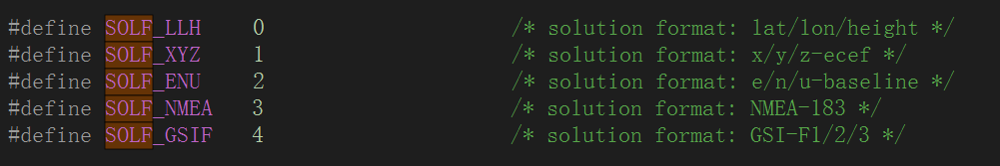 #define SOLF_LLH    0                   /* solution format: lat/lon/height */
#define SOLF_XYZ    1                   /* solution format: x/y/z-ecef */
#define SOLF_ENU    2                   /* solution format: e/n/u-baseline */
#define SOLF_NMEA   3                   /* solution format: NMEA-183 */
#define SOLF_GSIF   4                   /* solution format: GSI-F1/2/3 */